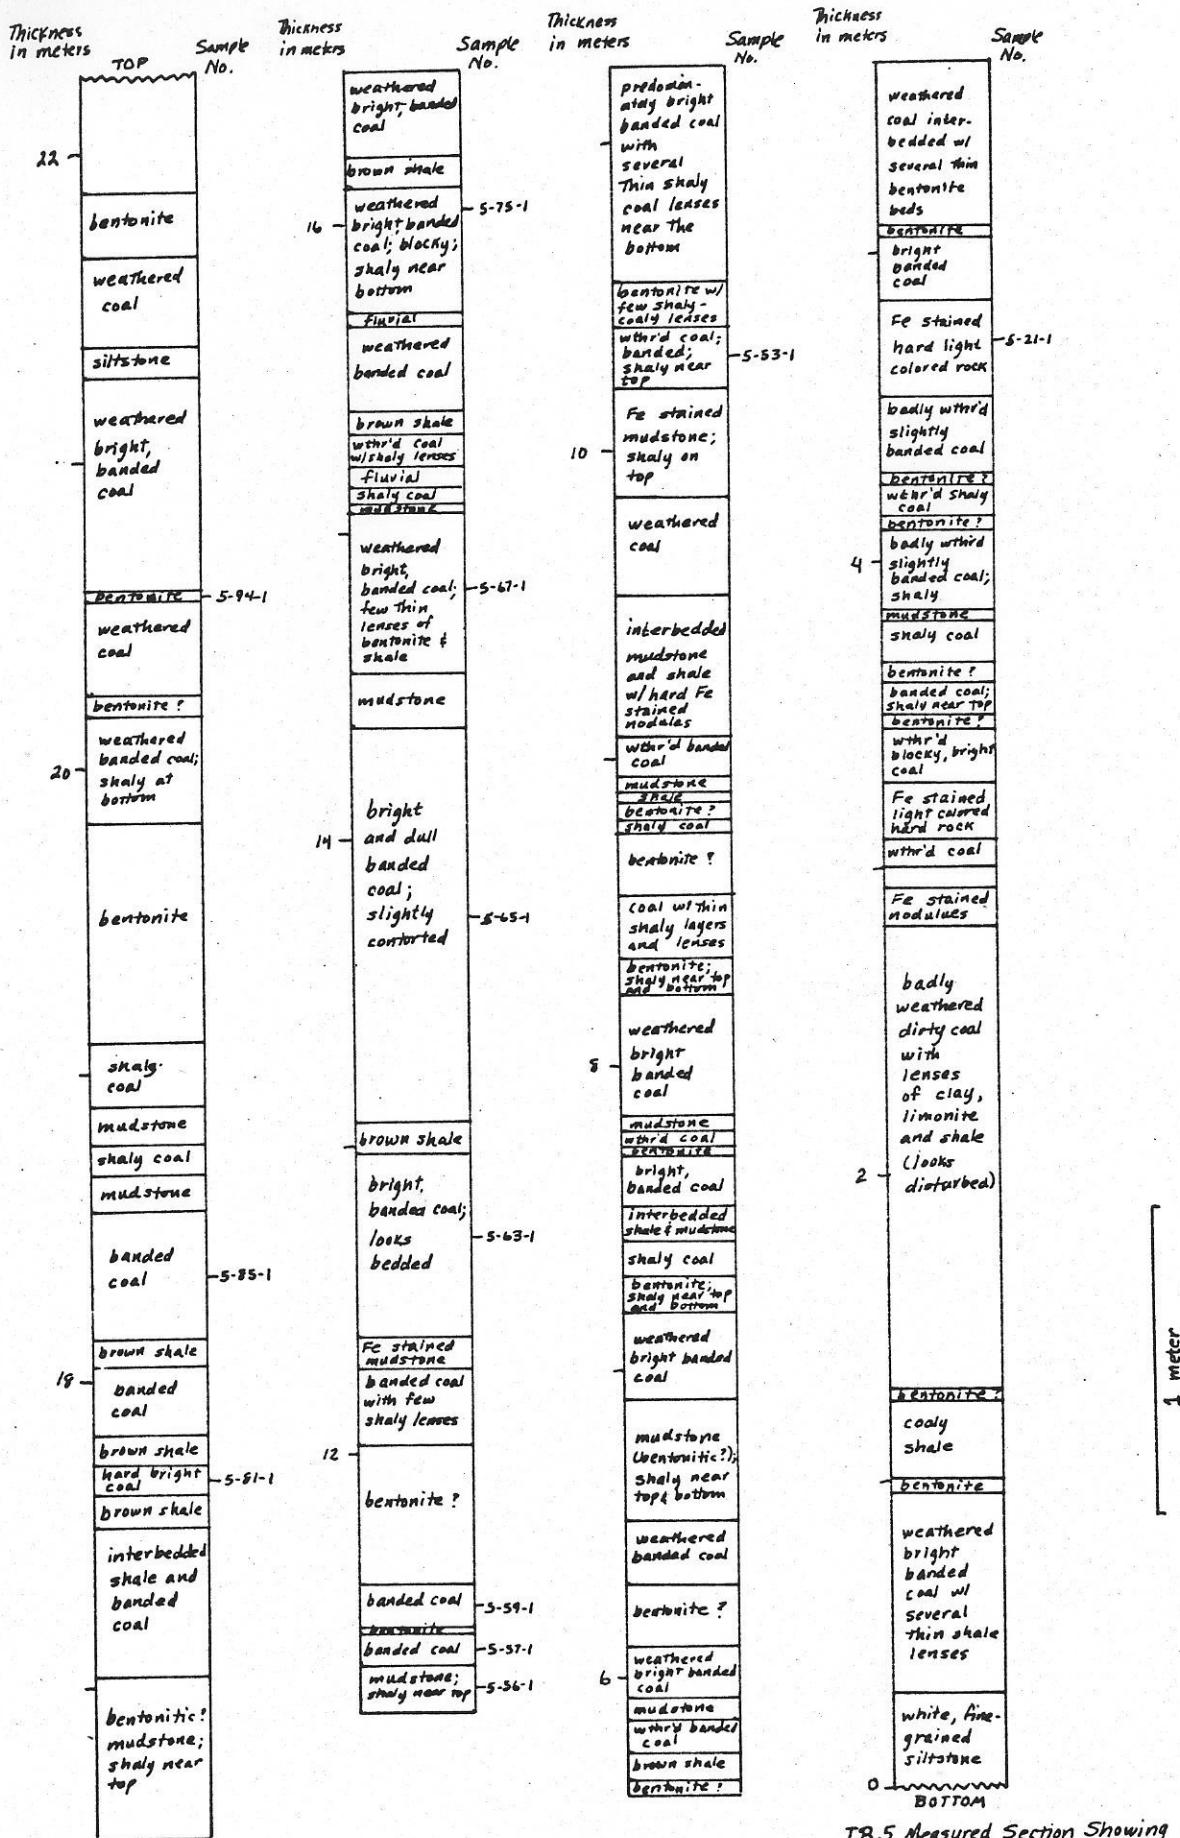 Thickness
in meters
TOP
Sample
No.
22
bentonite
weathered
coal
siltstone
weathered
bright,
banded
coal
bentonite
5-94-1
weathered
coal
bentonite ?
weathered
banded coal;
shaly at
bottom
20
bentonite
shaly
coal
mudstone
shaly coal
mudstone
banded
coal
5-85-1
brown shale
18
banded
coal
brown shale
hard bright
coal
5-81-1
brown shale
interbedded
shale and
banded
coal
bentonitic?
mudstone;
shaly near
top
Thickness
in meters
Sample
No.
weathered
bright, banded
coal
brown shale
weathered
bright, banded
coal; blocky;
shaly near
bottom
5-75-1
16
fluvial
weathered
banded coal
brown shale
wthr'd coal
w/shaly lenses
fluvial
shaly coal
mudstone
weathered
bright,
banded coal;
few thin
lenses of
bentonite &
shale
5-67-1
mudstone
bright
and dull
banded
coal;
slightly
contorted
14
5-65-1
brown shale
bright,
banded coal;
looks
bedded
5-63-1
Fe stained
mudstone
banded coal
with few
shaly lenses
12
bentonite ?
banded coal
5-59-1
bentonite
banded coal
5-57-1
mudstone;
shaly near top
5-56-1
Thickness
in meters
Sample
No.
predomin-
ately bright
banded coal
with
several
Thin shaly
coal lenses
near The
bottom
bentonite w/
few shaly-
coaly lenses
wthr'd coal;
banded;
shaly near
top
5-53-1
Fe stained
mudstone;
shaly on
top
10
weathered
coal
interbedded
mudstone
and shale
w/hard Fe
stained
nodules
wthr'd banded
coal
mudstone
shale
bentonite ?
shaly coal
bentonite ?
coal w/thin
shaly layers
and lenses
bentonite;
shaly near top
and bottom
weathered
bright
banded
coal
8
mudstone
wthr'd coal
bentonite
bright,
banded coal
interbedded
shale & mudstone
shaly coal
bentonite;
shaly near top
and bottom
weathered
bright banded
coal
mudstone
(bentonitic?);
shaly near
top & bottom
weathered
banded coal
bentonite ?
weathered
bright banded
coal
6
mudstone
wthr'd banded
coal
brown shale
bentonite ?
Thickness
in meters
Sample
No.
weathered
coal inter-
bedded w/
several thin
bentonite
beds
bentonite
bright
banded
coal
Fe stained
hard light
colored rock
5-21-1
badly wthr'd
slightly
banded coal
bentonite ?
wthr'd shaly
coal
bentonite ?
badly wthr'd
slightly
banded coal;
shaly
4
mudstone
shaly coal
bentonite ?
banded coal;
shaly near top
bentonite ?
wthr'd
blocky, bright
coal
Fe stained
light colored
hard rock
wthr'd coal
Fe stained
nodulues
badly
weathered
dirty coal
with
lenses
of clay,
limonite
and shale
(looks
disturbed)
2
bentonite ?
coaly
shale
bentonite
weathered
bright
banded
coal w/
several
thin shale
lenses
white, fine-
grained
siltstone
0
BOTTOM
1 meter
TR.5 Measured Section Showing